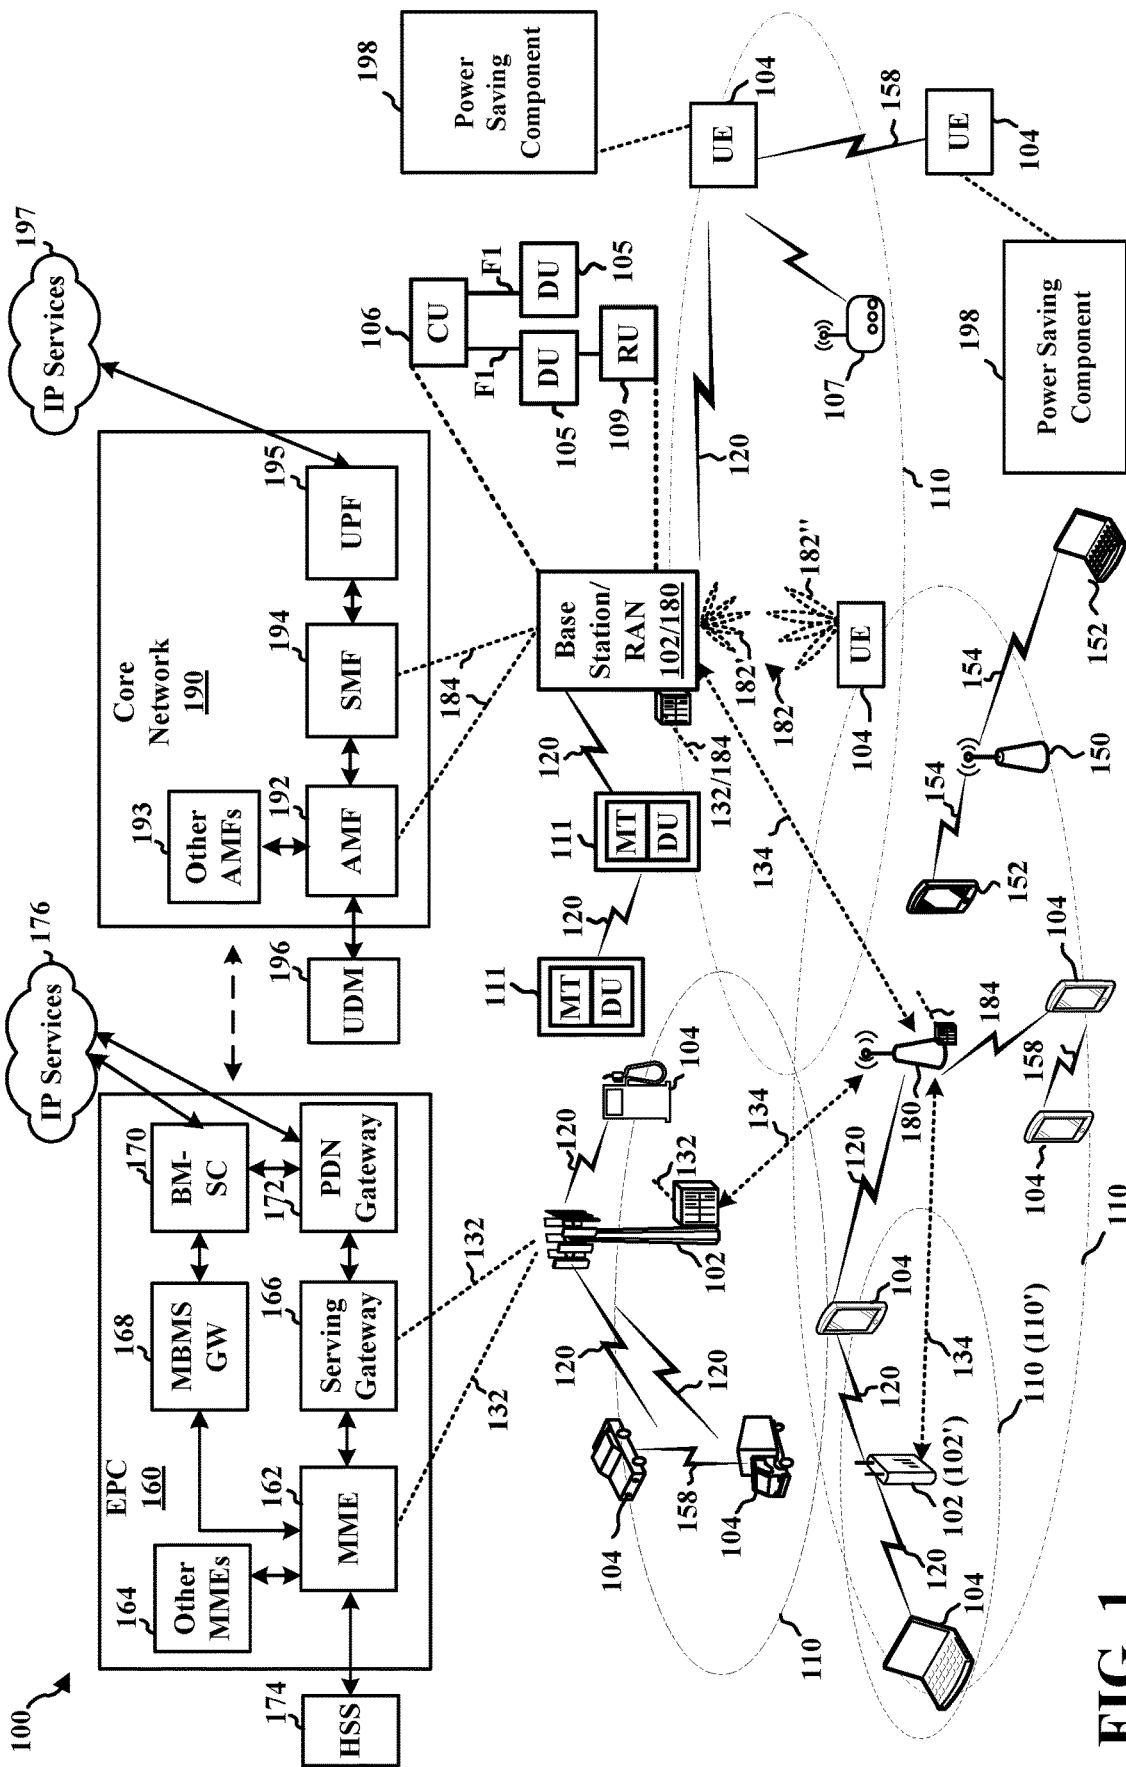 100
EPC
160
164
Other
MMEs
162
MME
174
HSS
168
MBMS
GW
166
Serving
Gateway
170
BM-
SC
172
PDN
Gateway
IP Services
176
132
132
Core
Network
190
193
Other
AMFs
192
AMF
196
UDM
194
SMF
195
UPF
IP Services
197
184
106
CU
F1
F1
DU
105
DU
105
RU
109
198
Power
Saving
Component
UE
104
158
UE
104
198
Power Saving
Component
107
120
110
Base
Station/
RAN
102/180
120
132/184
182'
182
182''
UE
104
111
MT
DU
120
111
MT
DU
134
104
120
132
102
134
120
120
104
158
104
110
180
120
184
104
158
104
134
104
120
102 (102')
120
104
110 (110')
110
154
154
150
152
152
FIG. 1